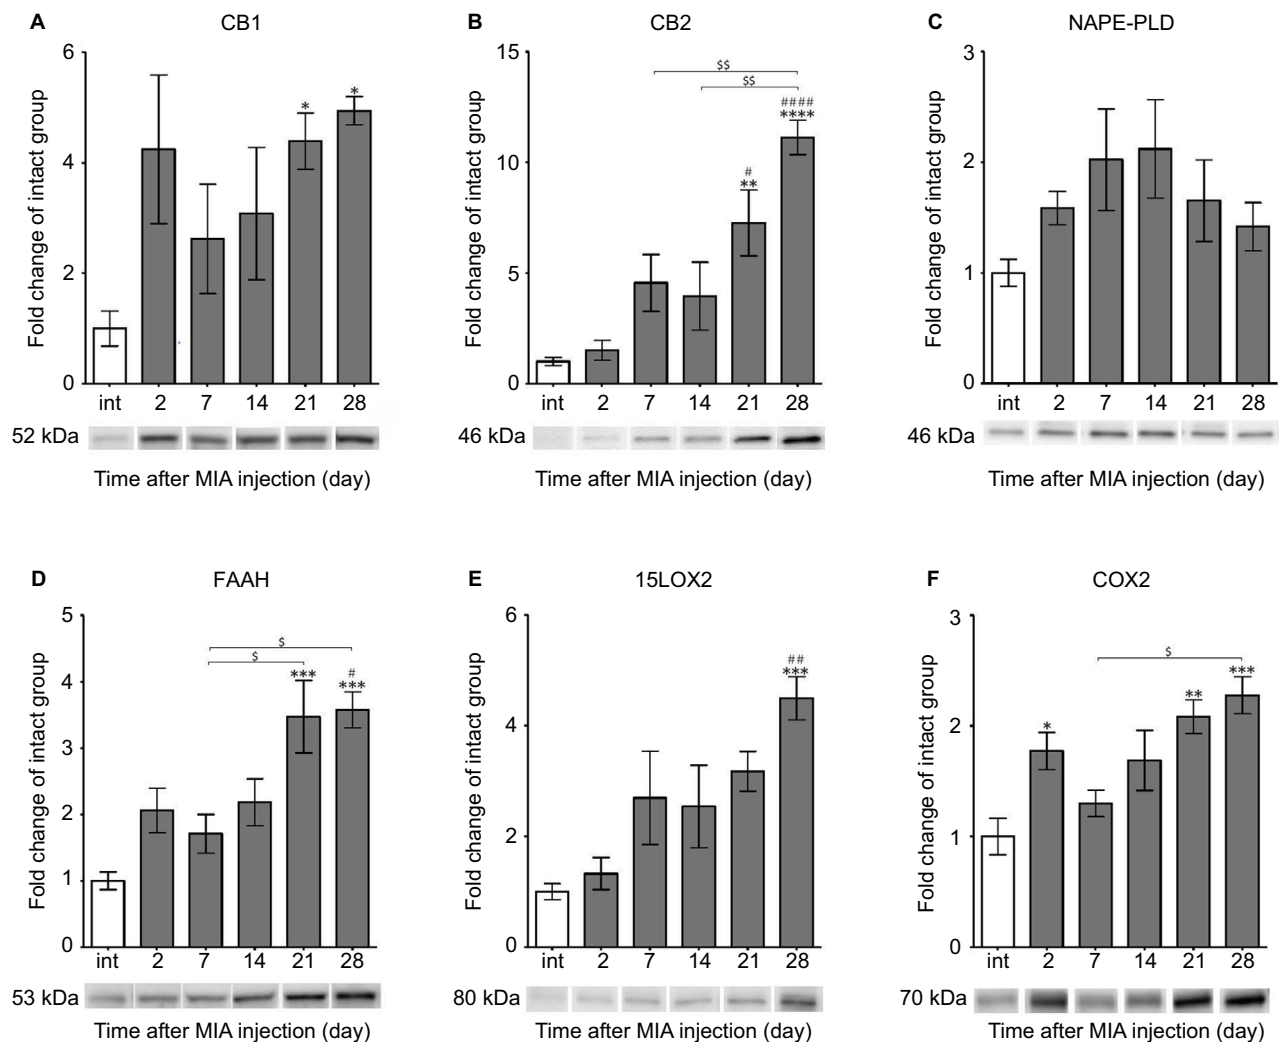 A CB1
Fold change of intact group
6
*
*
4
2
0
int 2 7 14 21 28
52 kDa
Time after MIA injection (day)
B CB2
Fold change of intact group
15
$$
$$
####
****
10
#
**
5
0
int 2 7 14 21 28
46 kDa
Time after MIA injection (day)
C NAPE-PLD
Fold change of intact group
3
2
1
0
int 2 7 14 21 28
46 kDa
Time after MIA injection (day)
D FAAH
Fold change of intact group
5
$
$
*** #
***
4
3
2
1
0
int 2 7 14 21 28
53 kDa
Time after MIA injection (day)
E 15LOX2
Fold change of intact group
6
##
***
4
2
0
int 2 7 14 21 28
80 kDa
Time after MIA injection (day)
F COX2
Fold change of intact group
3
$
***
**
*
2
1
0
int 2 7 14 21 28
70 kDa
Time after MIA injection (day)